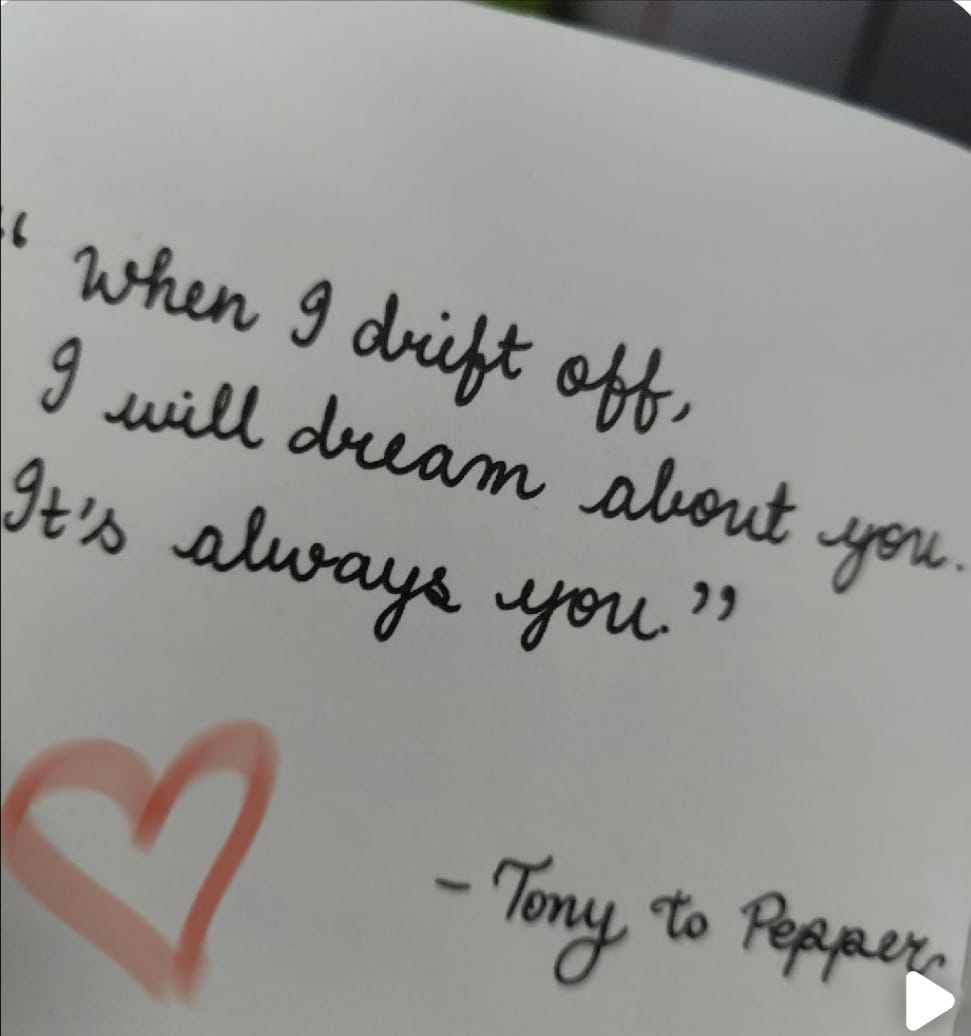 “When I drift off,
I will dream about you.
It's always you.”
- Tony to Pepper